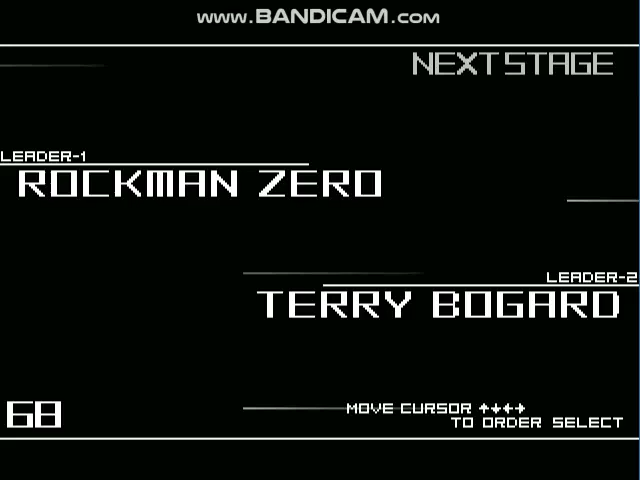 www.BANDICAM.com
NEXT STAGE
LEADER-1
ROCKMAN ZERO
LEADER-2
TERRY BOGARD
68
MOVE CURSOR ↑↓←→
TO ORDER SELECT